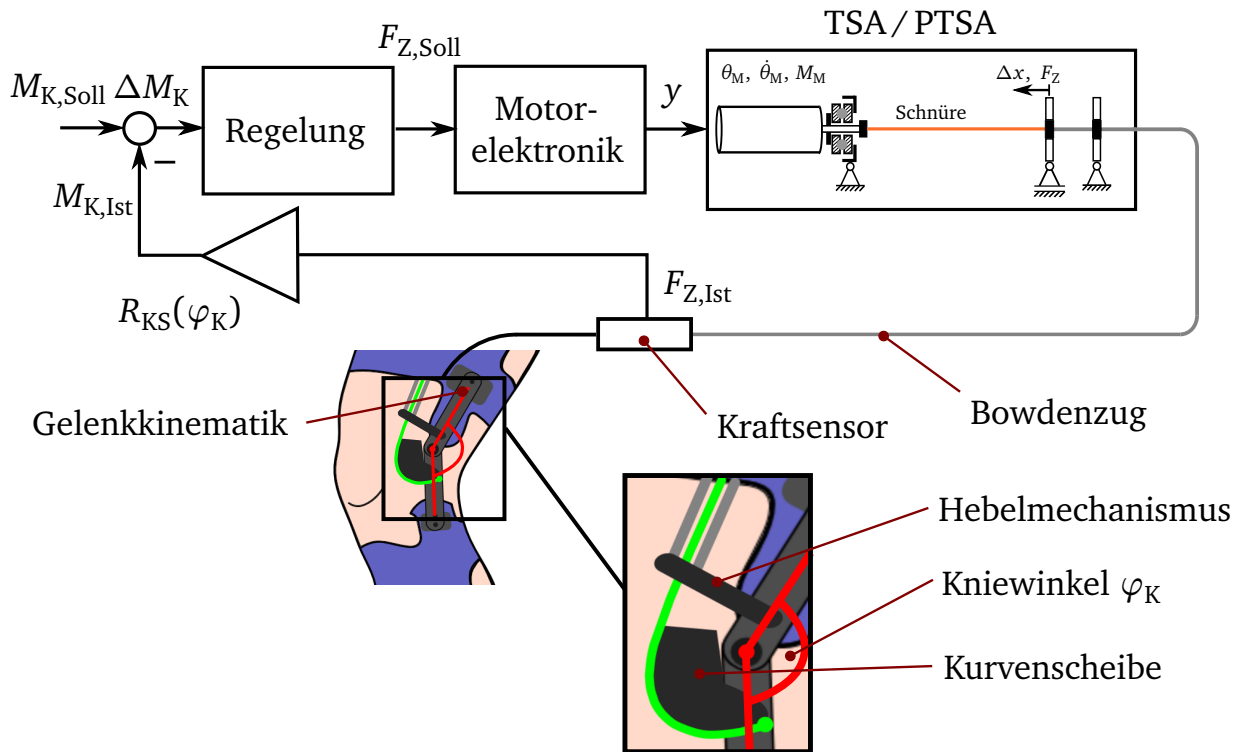 TSA / PTSA
F_Z,Soll
M_K,Soll ΔM_K
Regelung
Motor-
elektronik
y
θ_M, θ̇_M, M_M
Δx, F_Z
Schnüre
−
M_K,Ist
R_KS(φ_K)
F_Z,Ist
Gelenkkinematik
Kraftsensor
Bowdenzug
Hebelmechanismus
Kniewinkel φ_K
Kurvenscheibe